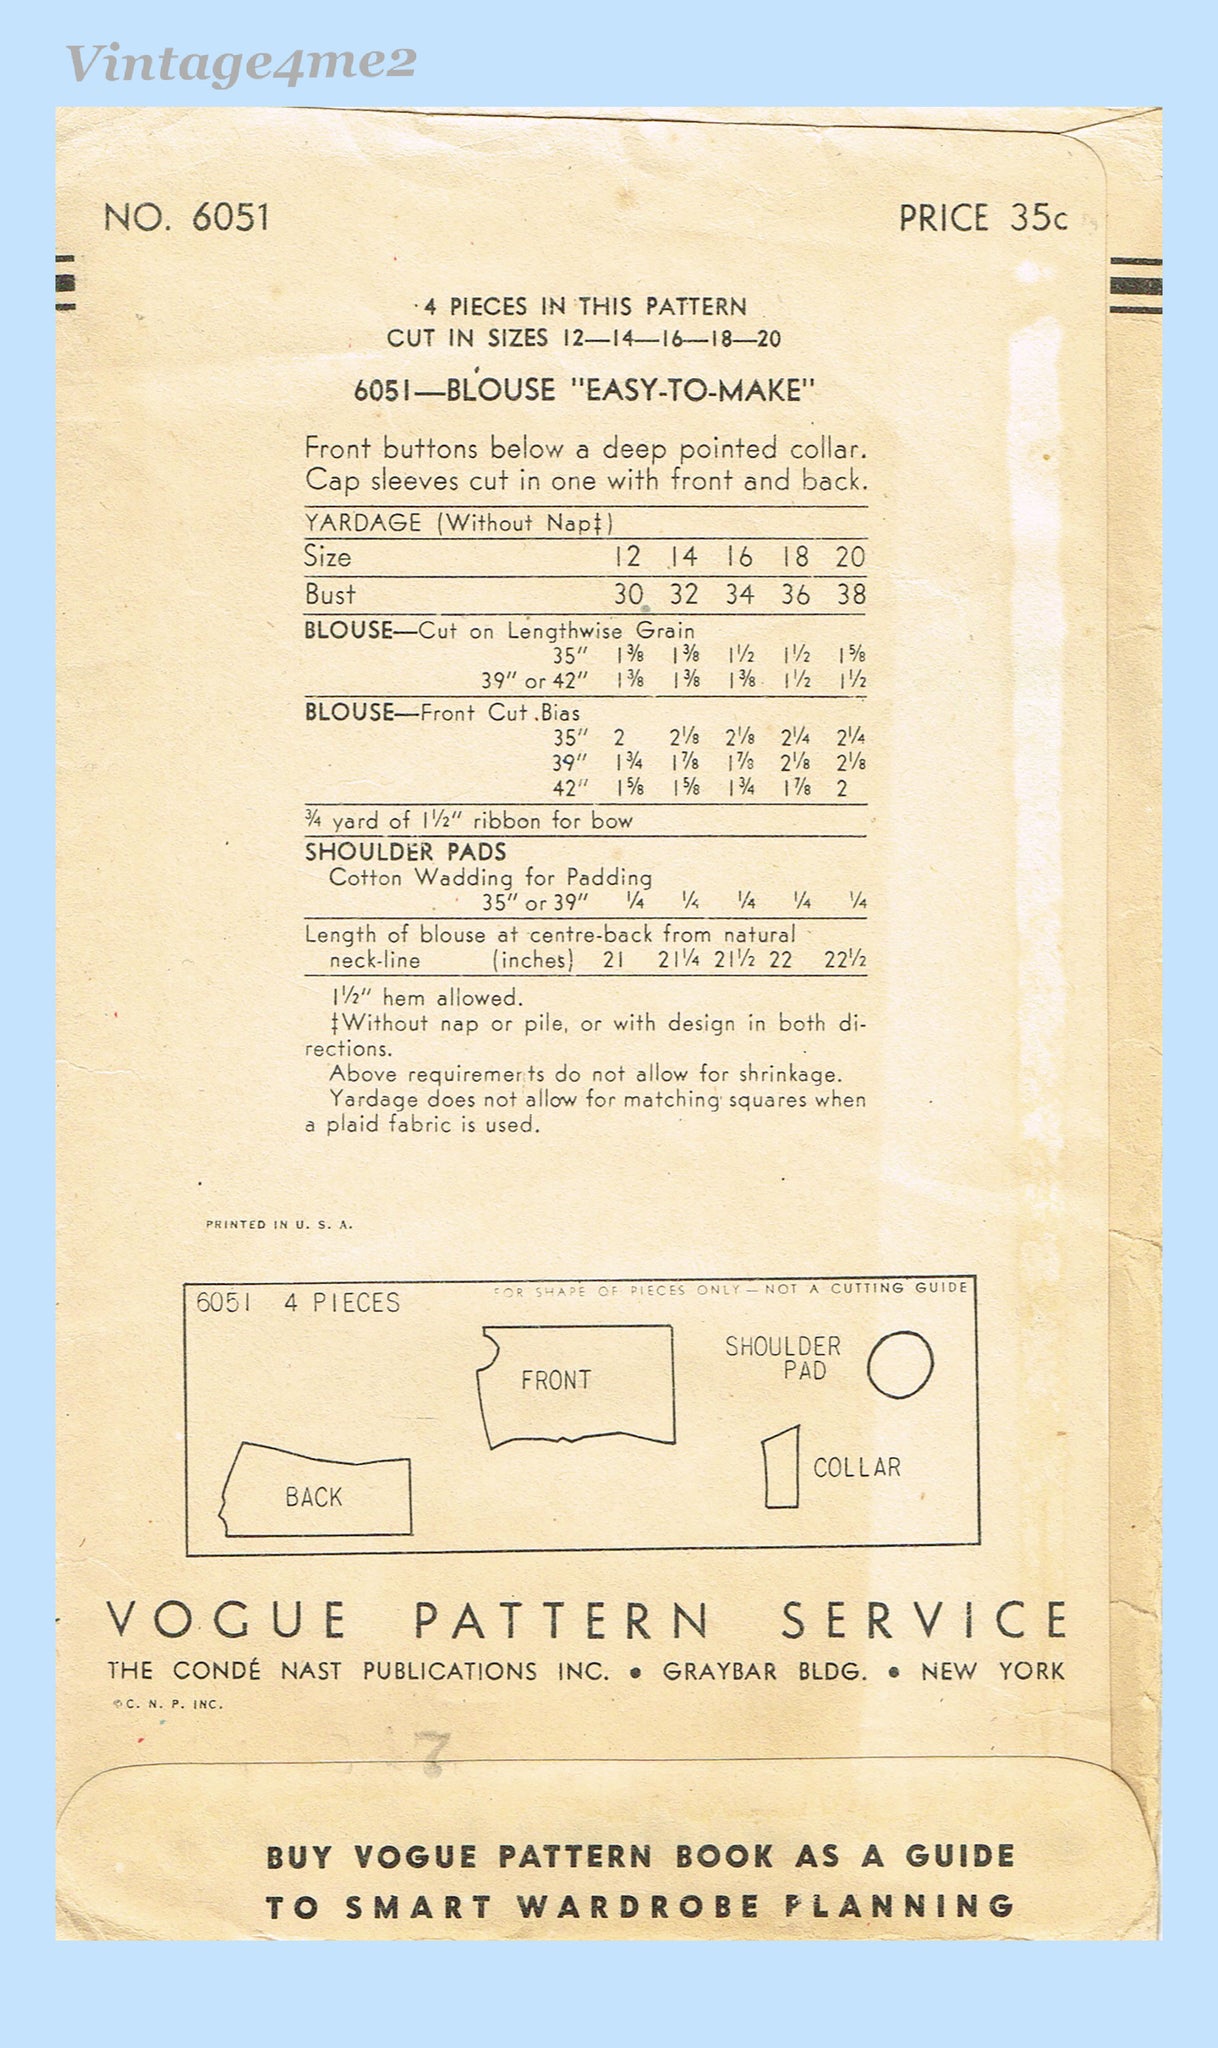 Vintage4me2
NO. 6051 PRICE 35c
4 PIECES IN THIS PATTERN
CUT IN SIZES 12—14—16—18—20
6051—BLOUSE "EASY-TO-MAKE"
Front buttons below a deep pointed collar.
Cap sleeves cut in one with front and back.
YARDAGE (Without Nap‡)
Size 12 14 16 18 20
Bust 30 32 34 36 38
BLOUSE—Cut on Lengthwise Grain
35" 1⅜ 1⅜ 1½ 1½ 1⅝
39" or 42" 1⅜ 1⅜ 1⅜ 1½ 1½
BLOUSE—Front Cut Bias
35" 2 2⅛ 2⅛ 2¼ 2¼
39" 1¾ 1⅞ 1⅞ 2⅛ 2⅛
42" 1⅝ 1⅝ 1¾ 1⅞ 2
¾ yard of 1½" ribbon for bow
SHOULDER PADS
Cotton Wadding for Padding
35" or 39" ¼ ¼ ¼ ¼ ¼
Length of blouse at centre-back from natural
neck-line (inches) 21 21¼ 21½ 22 22½
1½" hem allowed.
‡Without nap or pile, or with design in both di-
rections.
Above requirements do not allow for shrinkage.
Yardage does not allow for matching squares when
a plaid fabric is used.
PRINTED IN U. S. A.
6051 4 PIECES FOR SHAPE OF PIECES ONLY—NOT A CUTTING GUIDE
FRONT
SHOULDER
PAD
BACK
COLLAR
VOGUE PATTERN SERVICE
THE CONDÉ NAST PUBLICATIONS INC. • GRAYBAR BLDG. • NEW YORK
©C. N. P. INC.
7
BUY VOGUE PATTERN BOOK AS A GUIDE
TO SMART WARDROBE PLANNING